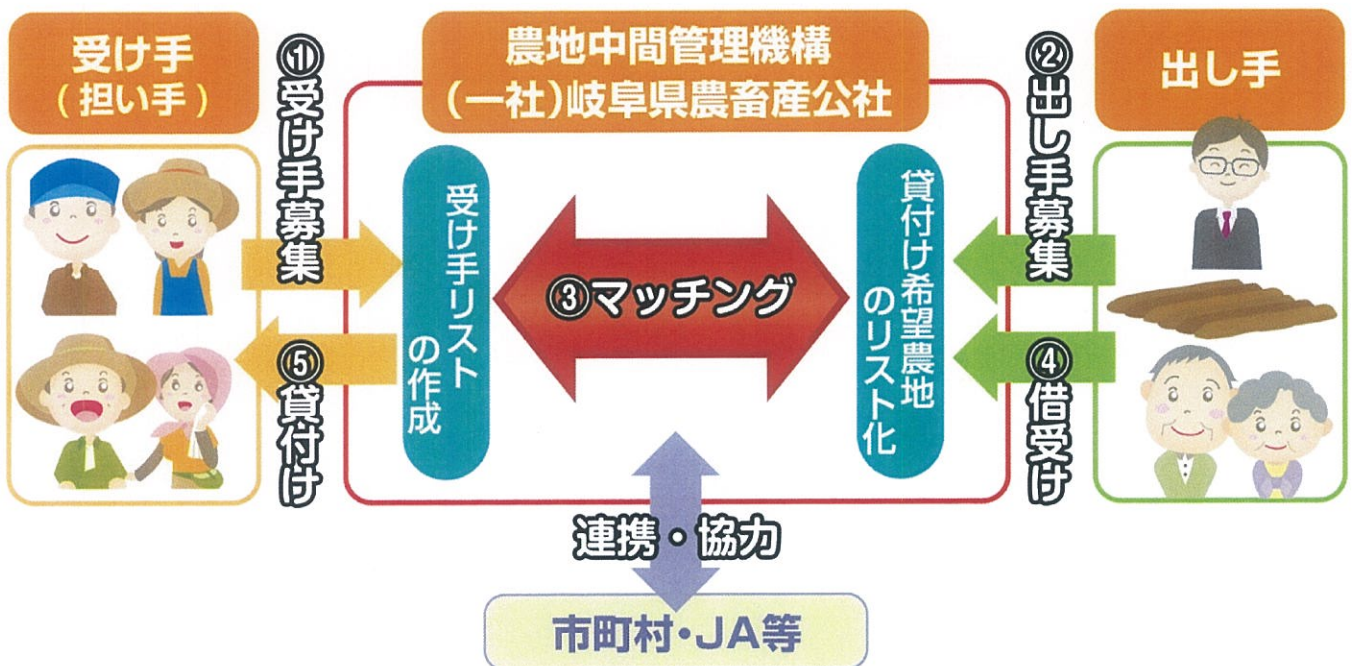 受け手
(担い手)
①受け手募集
農地中間管理機構
(一社)岐阜県農畜産公社
②出し手募集
出し手
受け手リスト
の作成
③マッチング
貸付け希望農地
のリスト化
⑤貸付け
④借受け
連携・協力
市町村・JA等